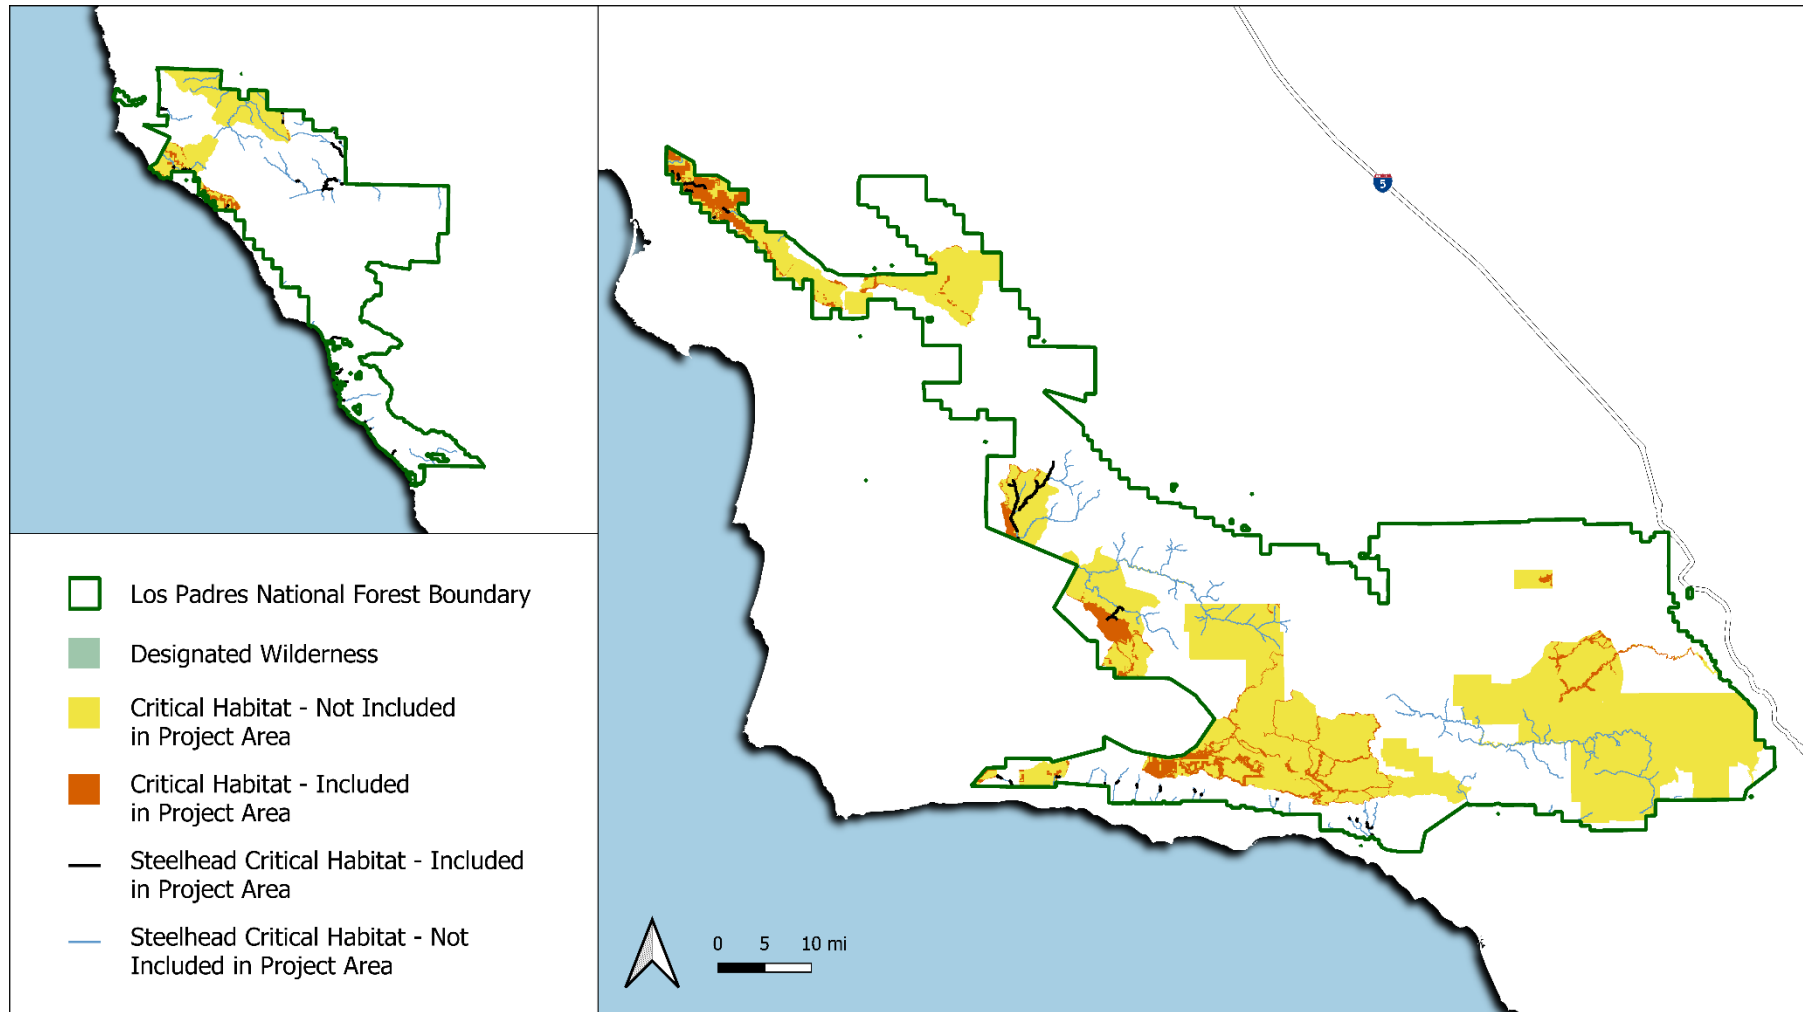 5
Los Padres National Forest Boundary
Designated Wilderness
Critical Habitat - Not Included
in Project Area
Critical Habitat - Included
in Project Area
Steelhead Critical Habitat - Included
in Project Area
Steelhead Critical Habitat - Not
Included in Project Area
0 5 10 mi